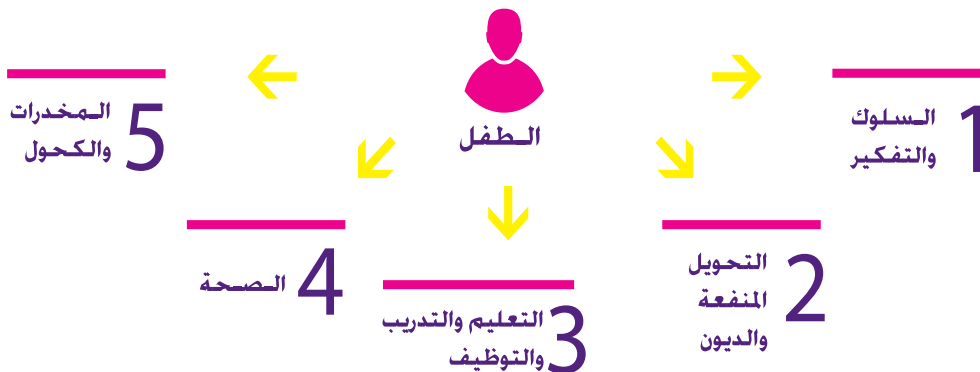 الطفل
1
السلوك
والتفكير
2
التحويل
المنفعة
والديون
3
التعليم والتدريب
والتوظيف
4
الصحة
5
المخدرات
والكحول